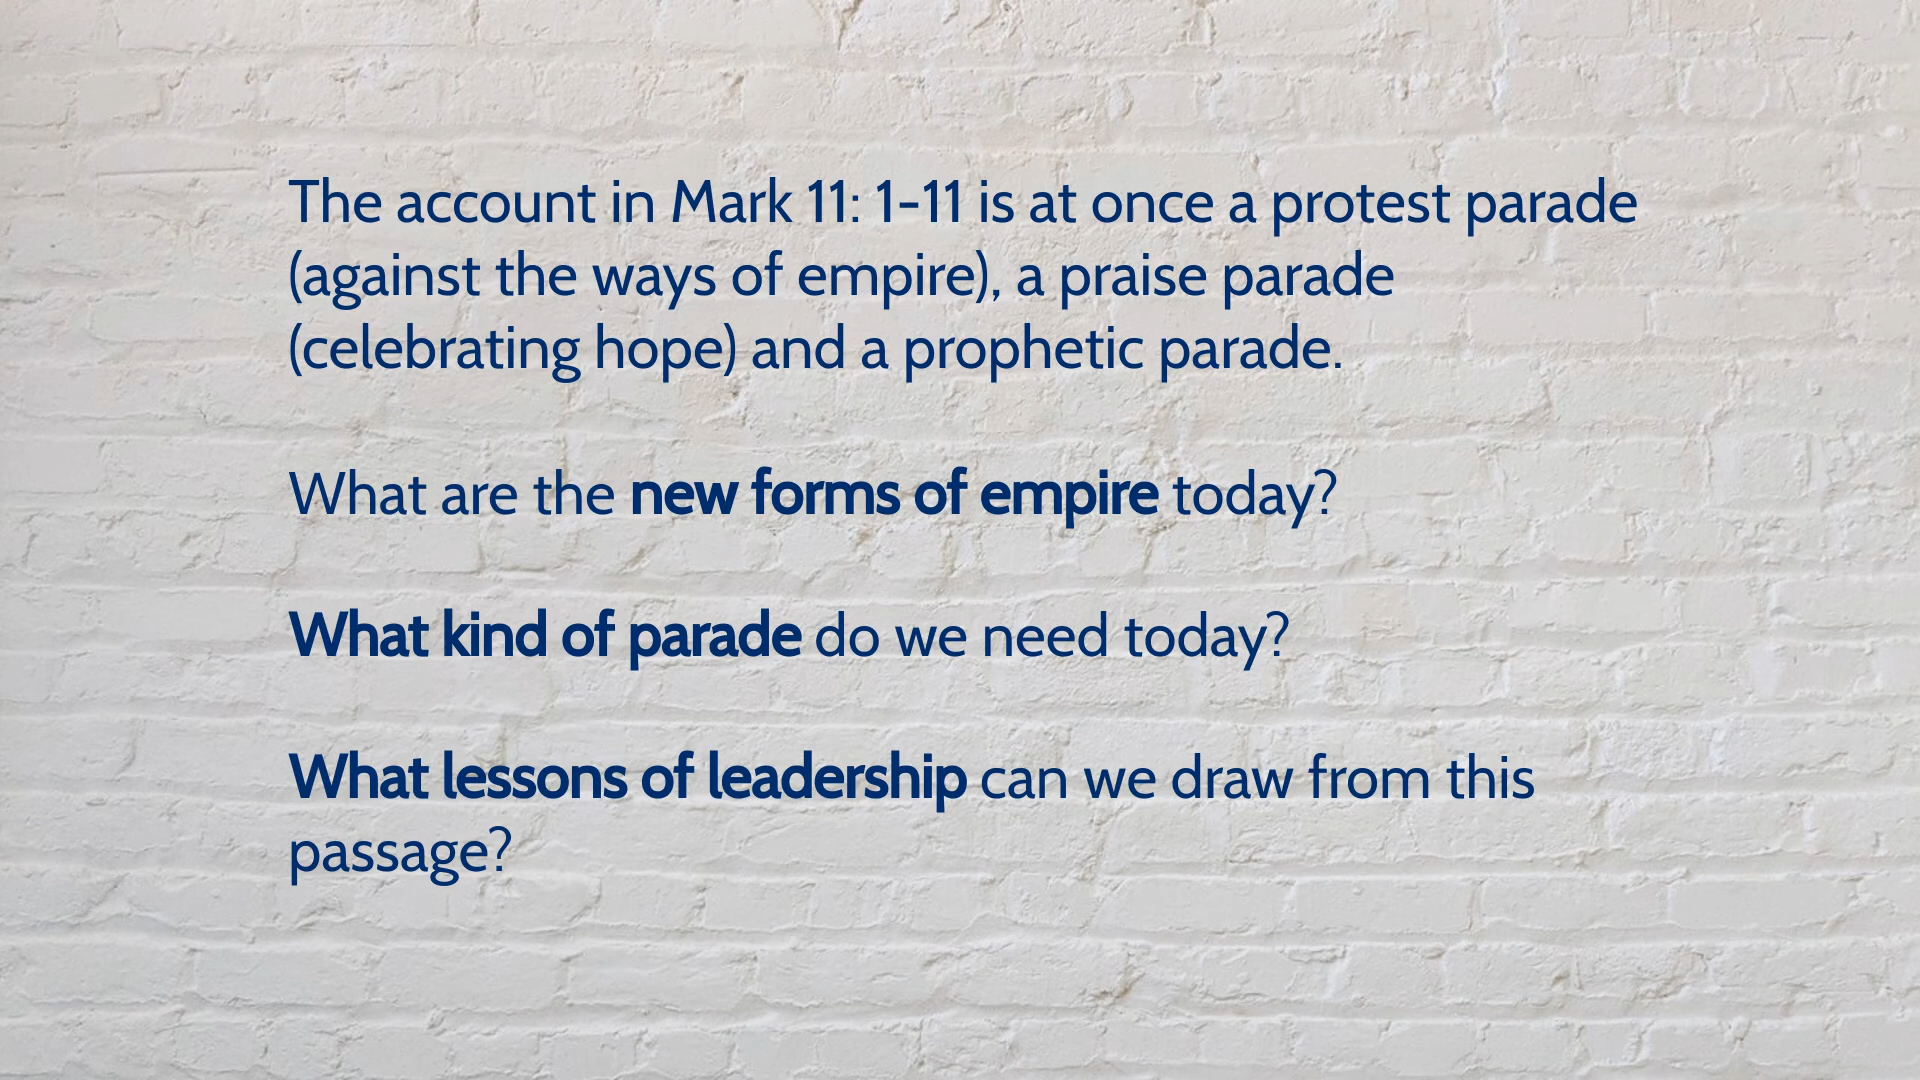 The account in Mark 11: 1-11 is at once a protest parade
(against the ways of empire), a praise parade
(celebrating hope) and a prophetic parade.
What are the new forms of empire today?
What kind of parade do we need today?
What lessons of leadership can we draw from this
passage?